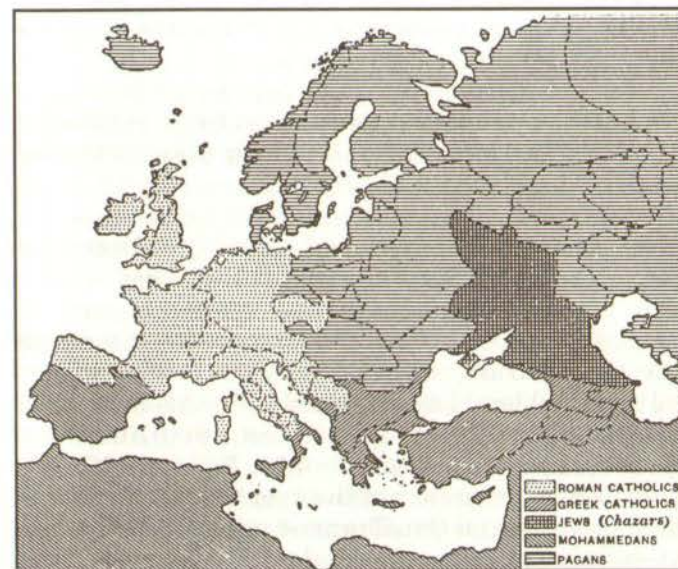 ROMAN CATHOLICS
GREEK CATHOLICS
JEWS (Chazars)
MOHAMMEDANS
PAGANS